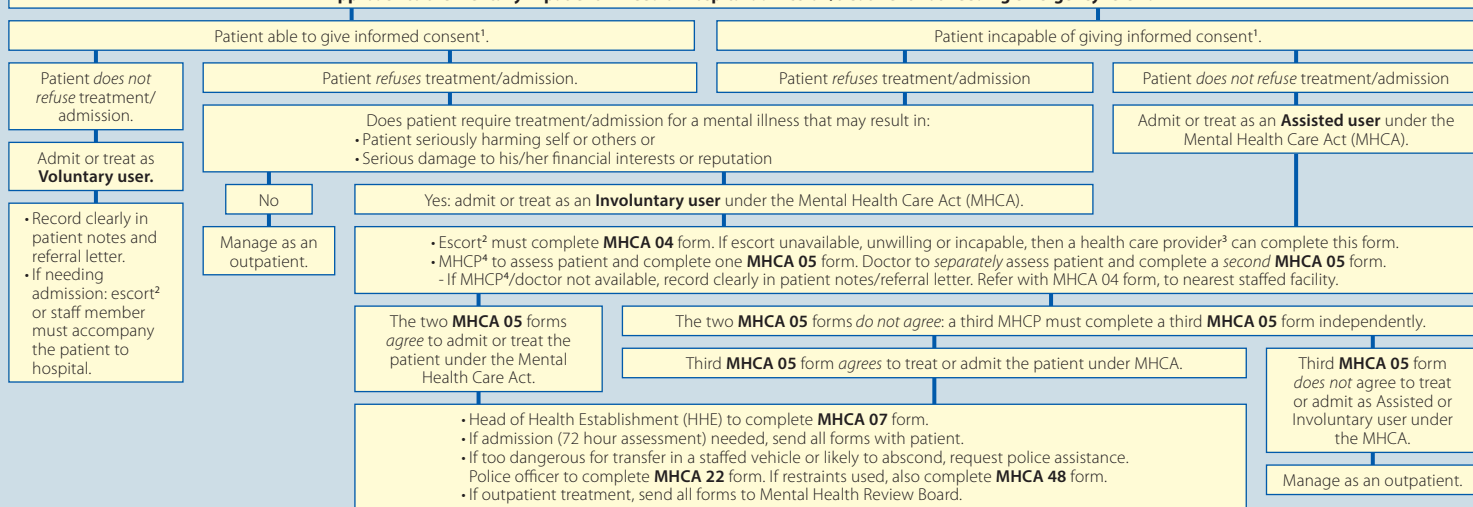 Patient able to give informed consent¹.
Patient incapable of giving informed consent¹.
Patient does not
refuse treatment/
admission.
Patient refuses treatment/admission.
Patient refuses treatment/admission
Patient does not refuse treatment/admission
Does patient require treatment/admission for a mental illness that may result in:
• Patient seriously harming self or others or
• Serious damage to his/her financial interests or reputation
Admit or treat as an Assisted user under the
Mental Health Care Act (MHCA).
Admit or treat as
Voluntary user.
No
Yes: admit or treat as an Involuntary user under the Mental Health Care Act (MHCA).
• Record clearly in
patient notes and
referral letter.
• If needing
admission: escort²
or staff member
must accompany
the patient to
hospital.
Manage as an
outpatient.
• Escort² must complete MHCA 04 form. If escort unavailable, unwilling or incapable, then a health care provider³ can complete this form.
• MHCP⁴ to assess patient and complete one MHCA 05 form. Doctor to separately assess patient and complete a second MHCA 05 form.
- If MHCP⁴/doctor not available, record clearly in patient notes/referral letter. Refer with MHCA 04 form, to nearest staffed facility.
The two MHCA 05 forms
agree to admit or treat the
patient under the Mental
Health Care Act.
The two MHCA 05 forms do not agree: a third MHCP must complete a third MHCA 05 form independently.
Third MHCA 05 form agrees to treat or admit the patient under MHCA.
Third MHCA 05 form
does not agree to treat
or admit as Assisted or
Involuntary user under
the MHCA.
• Head of Health Establishment (HHE) to complete MHCA 07 form.
• If admission (72 hour assessment) needed, send all forms with patient.
• If too dangerous for transfer in a staffed vehicle or likely to abscond, request police assistance.
Police officer to complete MHCA 22 form. If restraints used, also complete MHCA 48 form.
• If outpatient treatment, send all forms to Mental Health Review Board.
Manage as an outpatient.